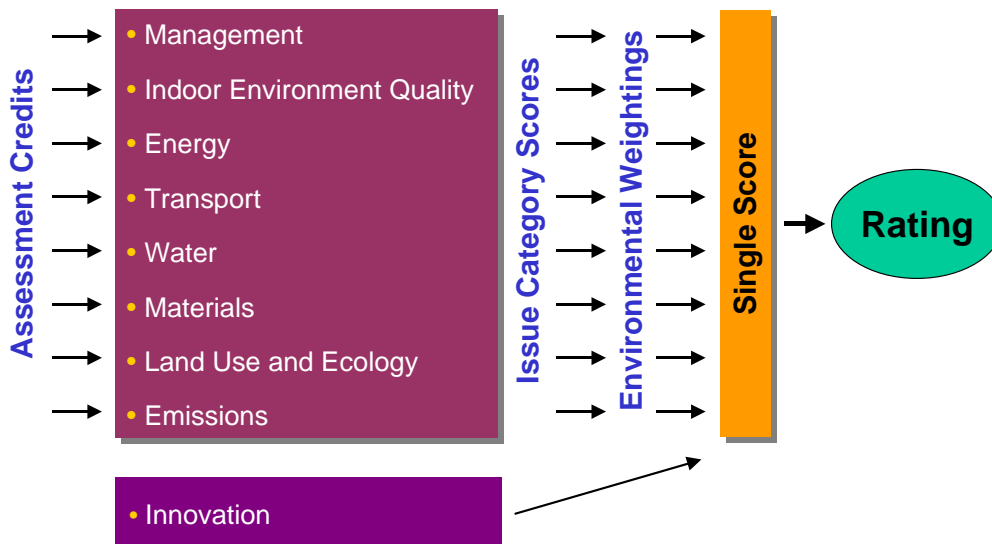 Assessment Credits
• Management
• Indoor Environment Quality
• Energy
• Transport
• Water
• Materials
• Land Use and Ecology
• Emissions
• Innovation
Issue Category Scores
Environmental Weightings
Single Score
Rating